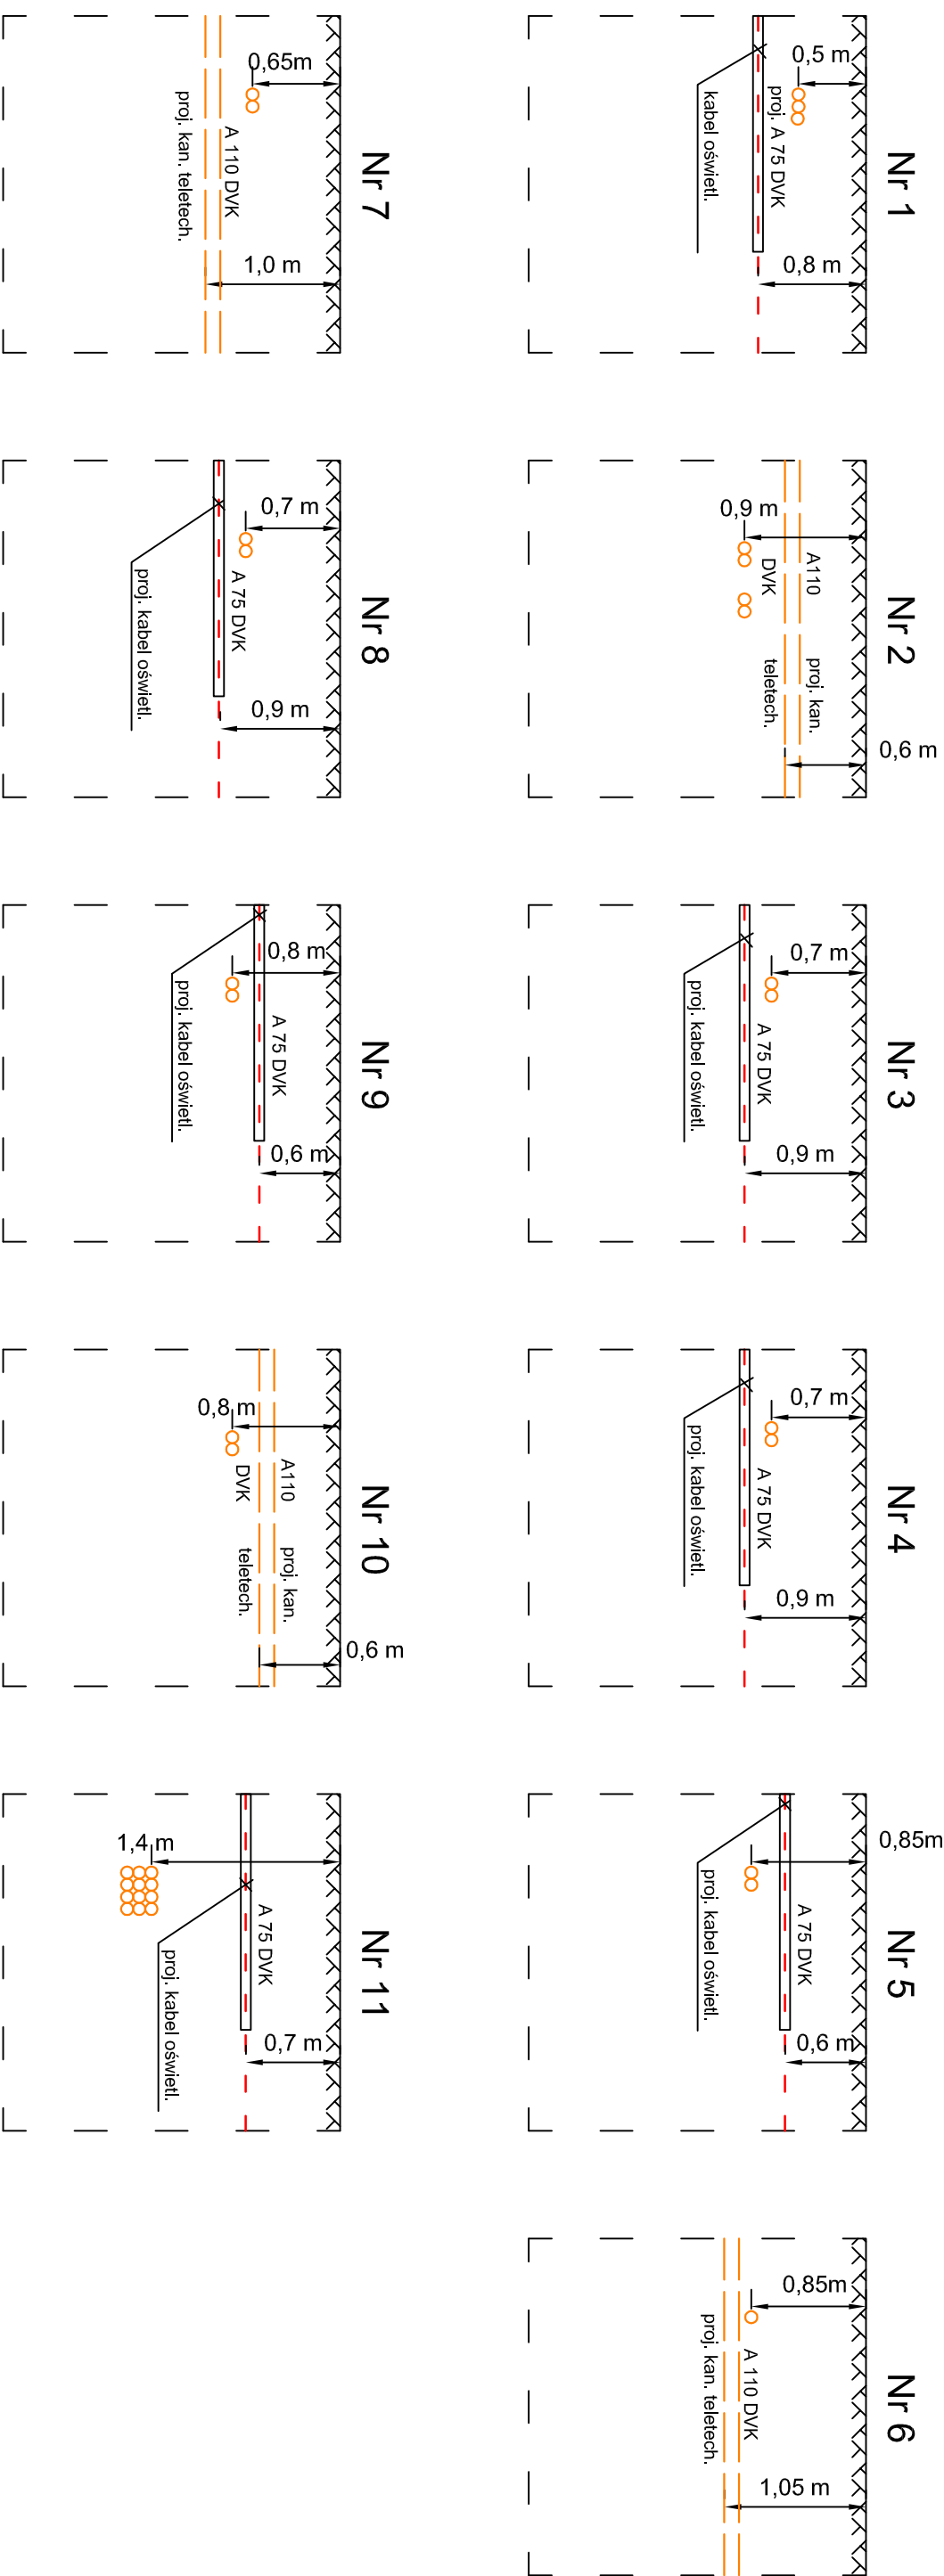 Nr 1
0,5 m
proj. A 75 DVK
kabel oświetl.
0,8 m
Nr 2
0,9 m
A110
DVK
proj. kan.
teletech.
0,6 m
Nr 3
0,7 m
A 75 DVK
proj. kabel oświetl.
0,9 m
Nr 4
0,7 m
A 75 DVK
proj. kabel oświetl.
0,9 m
Nr 5
0,85m
A 75 DVK
proj. kabel oświetl.
0,6 m
Nr 6
0,85m
A 110 DVK
proj. kan. teletech.
1,05 m
Nr 7
0,65m
A 110 DVK
proj. kan. teletech.
1,0 m
Nr 8
0,7 m
A 75 DVK
proj. kabel oświetl.
0,9 m
Nr 9
0,8 m
A 75 DVK
proj. kabel oświetl.
0,6 m
Nr 10
0,8 m
A110
DVK
proj. kan.
teletech.
0,6 m
Nr 11
1,4 m
A 75 DVK
proj. kabel oświetl.
0,7 m